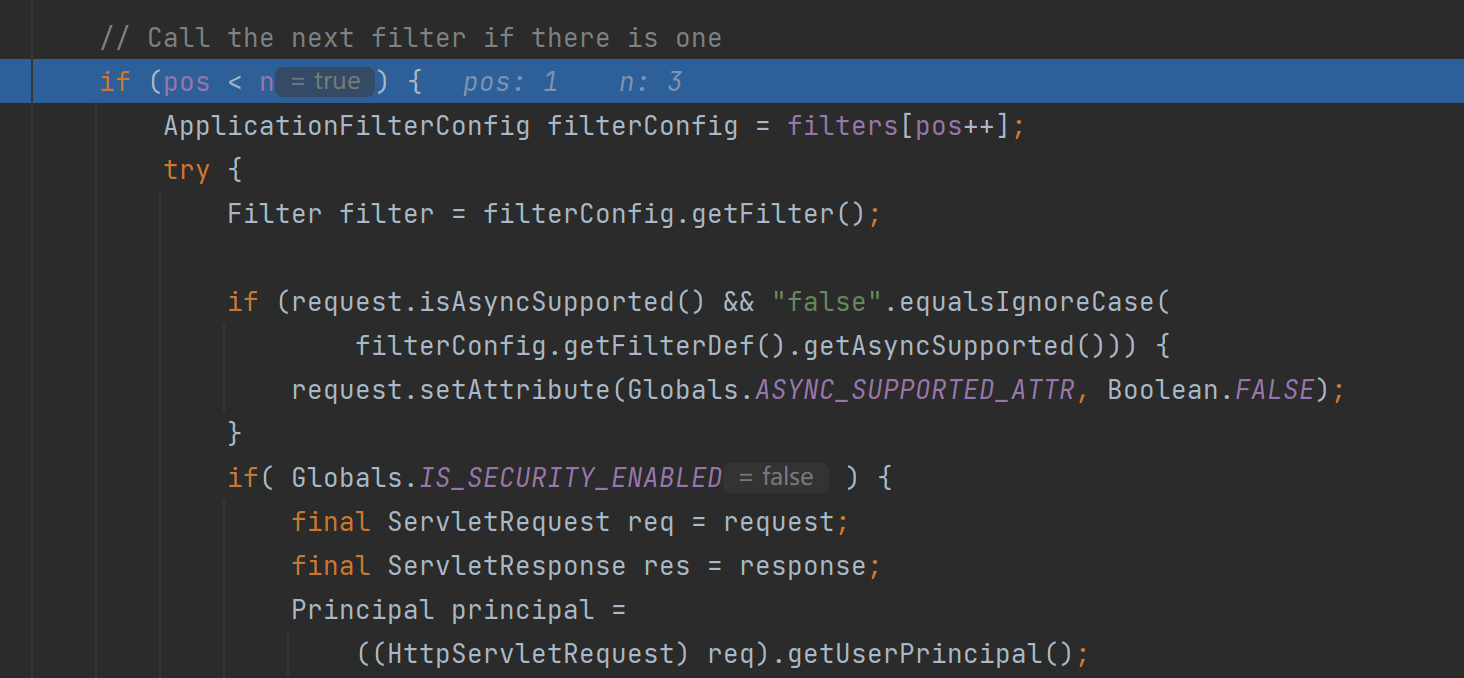 // Call the next filter if there is one
if (pos < n = true) {   pos: 1    n: 3
ApplicationFilterConfig filterConfig = filters[pos++];
try {
Filter filter = filterConfig.getFilter();
if (request.isAsyncSupported() && "false".equalsIgnoreCase(
filterConfig.getFilterDef().getAsyncSupported())) {
request.setAttribute(Globals.ASYNC_SUPPORTED_ATTR, Boolean.FALSE);
}
if( Globals.IS_SECURITY_ENABLED = false ) {
final ServletRequest req = request;
final ServletResponse res = response;
Principal principal =
((HttpServletRequest) req).getUserPrincipal();